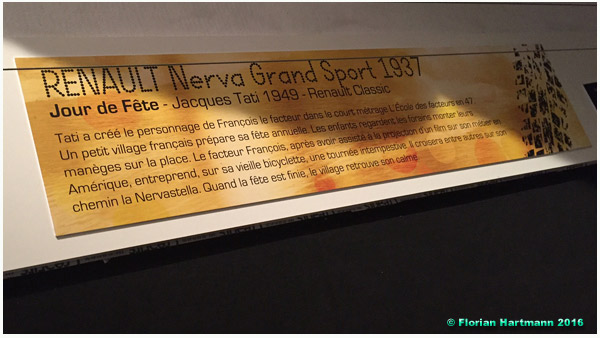 RENAULT Nerva Grand Sport 1937
Jour de Fête - Jacques Tati 1949 - Renault Classic
Tati a créé le personnage de François le facteur dans le court métrage L'École des facteurs en 47
Un petit village français prépare sa fête annuelle. Les enfants regardent les forains monter leurs
manèges sur la place. Le facteur François, après avoir assisté à la projection d'un film sur son métier en
Amérique, entreprend, sur sa vieille bicyclette, une tournée intempestive. Il croisera entre autres, sur son
chemin la Nervastella. Quand la fête est finie, le village retrouve son calme.
© Florian Hartmann 2016